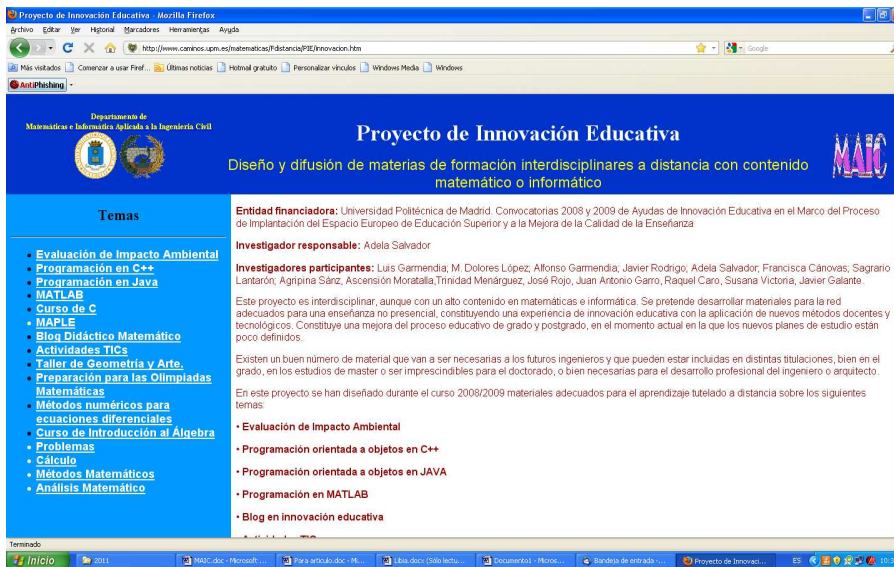 Proyecto de Innovación Educativa - Mozilla Firefox
Archivo Editar Ver Historial Marcadores Herramientas Ayuda
http://www.caminos.upm.es/matematicas/Fdistancia/PIE/innovacion.htm
Google
Más visitados Comenzar a usar Firef... Últimas noticias Hotmail gratuito Personalizar vínculos Windows Media Windows
AntiPhishing
Departamento de
Matemáticas e Informática Aplicada a la Ingeniería Civil
Proyecto de Innovación Educativa
Diseño y difusión de materias de formación interdisciplinares a distancia con contenido
matemático o informático
MAIC
Temas
• Evaluación de Impacto Ambiental
• Programación en C++
• Programación en Java
• MATLAB
• Curso de C
• MAPLE
• Blog Didáctico Matemático
• Actividades TICs
• Taller de Geometría y Arte.
• Preparación para las Olimpiadas
Matemáticas
• Métodos numéricos para
ecuaciones diferenciales
• Curso de Introducción al Álgebra
• Problemas
• Cálculo
• Métodos Matemáticos
• Análisis Matemático
Entidad financiadora: Universidad Politécnica de Madrid. Convocatorias 2008 y 2009 de Ayudas de Innovación Educativa en el Marco del Proceso
de Implantación del Espacio Europeo de Educación Superior y a la Mejora de la Calidad de la Enseñanza
Investigador responsable: Adela Salvador
Investigadores participantes: Luis Garmendia; M. Dolores López; Alfonso Garmendia; Javier Rodrigo; Adela Salvador; Francisca Cánovas; Sagrario
Lantarón; Agripina Sánz, Ascensión Moratalla,Trinidad Menárguez, José Rojo, Juan Antonio Garro, Raquel Caro, Susana Victoria, Javier Galante.
Este proyecto es interdisciplinar, aunque con un alto contenido en matemáticas e informática. Se pretende desarrollar materiales para la red
adecuados para una enseñanza no presencial, constituyendo una experiencia de innovación educativa con la aplicación de nuevos métodos docentes y
tecnológicos. Constituye una mejora del proceso educativo de grado y postgrado, en el momento actual en la que los nuevos planes de estudio están
poco definidos.
Existen un buen número de material que van a ser necesarias a los futuros ingenieros y que pueden estar incluidas en distintas titulaciones, bien en el
grado, en los estudios de master o ser imprescindibles para el doctorado, o bien necesarias para el desarrollo profesional del ingeniero o arquitecto.
En este proyecto se han diseñado durante el curso 2008/2009 materiales adecuados para el aprendizaje tutelado a distancia sobre los siguientes
temas:
• Evaluación de Impacto Ambiental
• Programación orientada a objetos en C++
• Programación orientada a objetos en JAVA
• Programación en MATLAB
• Blog en innovación educativa
Terminado
Inicio 2011 MAIC.doc - Microsoft ... Para articulo.doc - Mi... Libia.docx (Sólo lectu... Documento1 - Micros... Bandeja de entrada -... Proyecto de Innovaci... ES